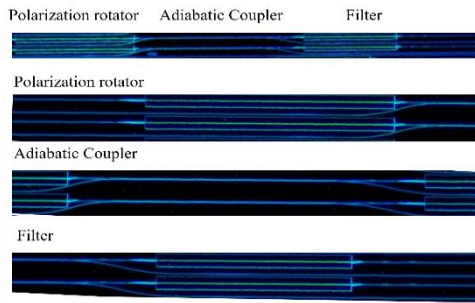 Polarization rotator Adiabatic Coupler Filter
Polarization rotator
Adiabatic Coupler
Filter